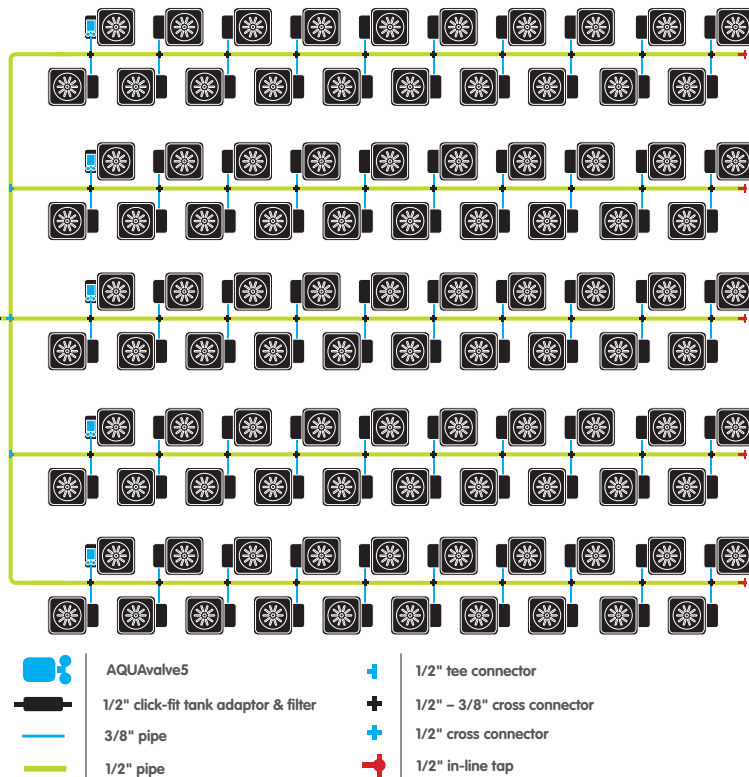 AQUAvalve5
1/2" click-fit tank adaptor & filter
3/8" pipe
1/2" pipe
1/2" tee connector
1/2" – 3/8" cross connector
1/2" cross connector
1/2" in-line tap